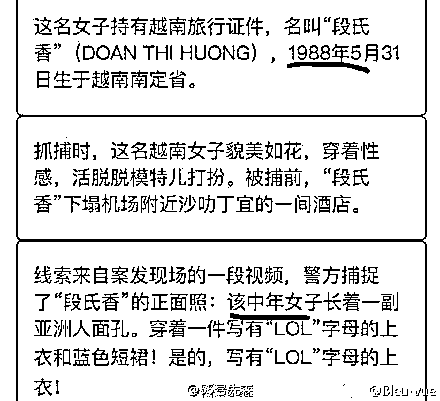 这名女子持有越南旅行证件，名叫“段氏
香”（DOAN THI HUONG），1988年5月31
日生于越南南定省。
抓捕时，这名越南女子貌美如花，穿着性
感，活脱脱模特儿打扮。被捕前，“段氏
香”下塌机场附近沙叻丁宜的一间酒店。
线索来自案发现场的一段视频，警方捕捉
了“段氏香”的正面照：该中年女子长着一副
亚洲人面孔。穿着一件写有“LOL”字母的上
衣和蓝色短裙！是的，写有“LOL”字母的上
衣！
@Bleu-vue